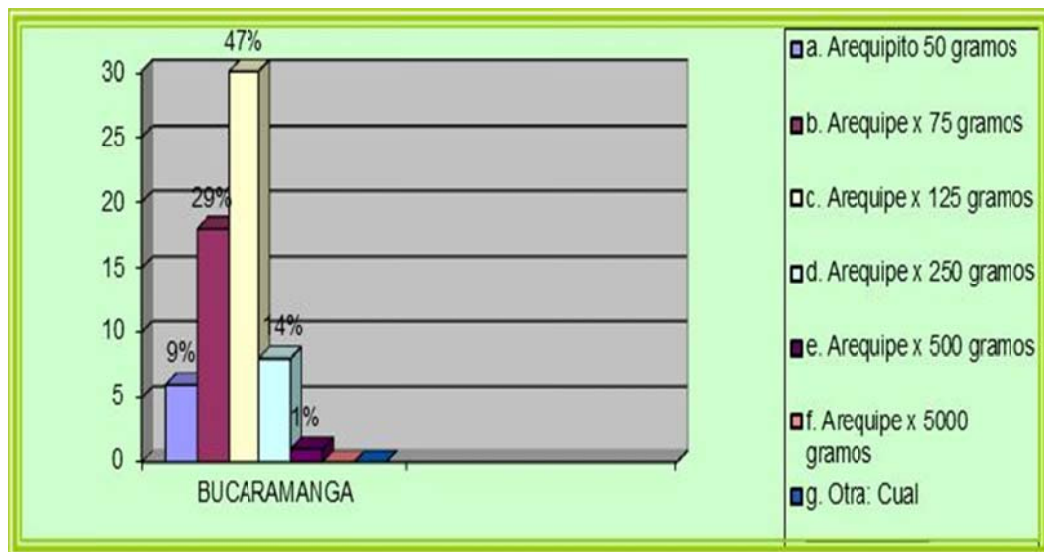 47%
30
25
20
29%
15
14%
10
9%
5
1%
0
BUCARAMANGA
a. Arequipito 50 gramos
b. Arequipe x 75 gramos
c. Arequipe x 125 gramos
d. Arequipe x 250 gramos
e. Arequipe x 500 gramos
f. Arequipe x 5000
gramos
g. Otra: Cual